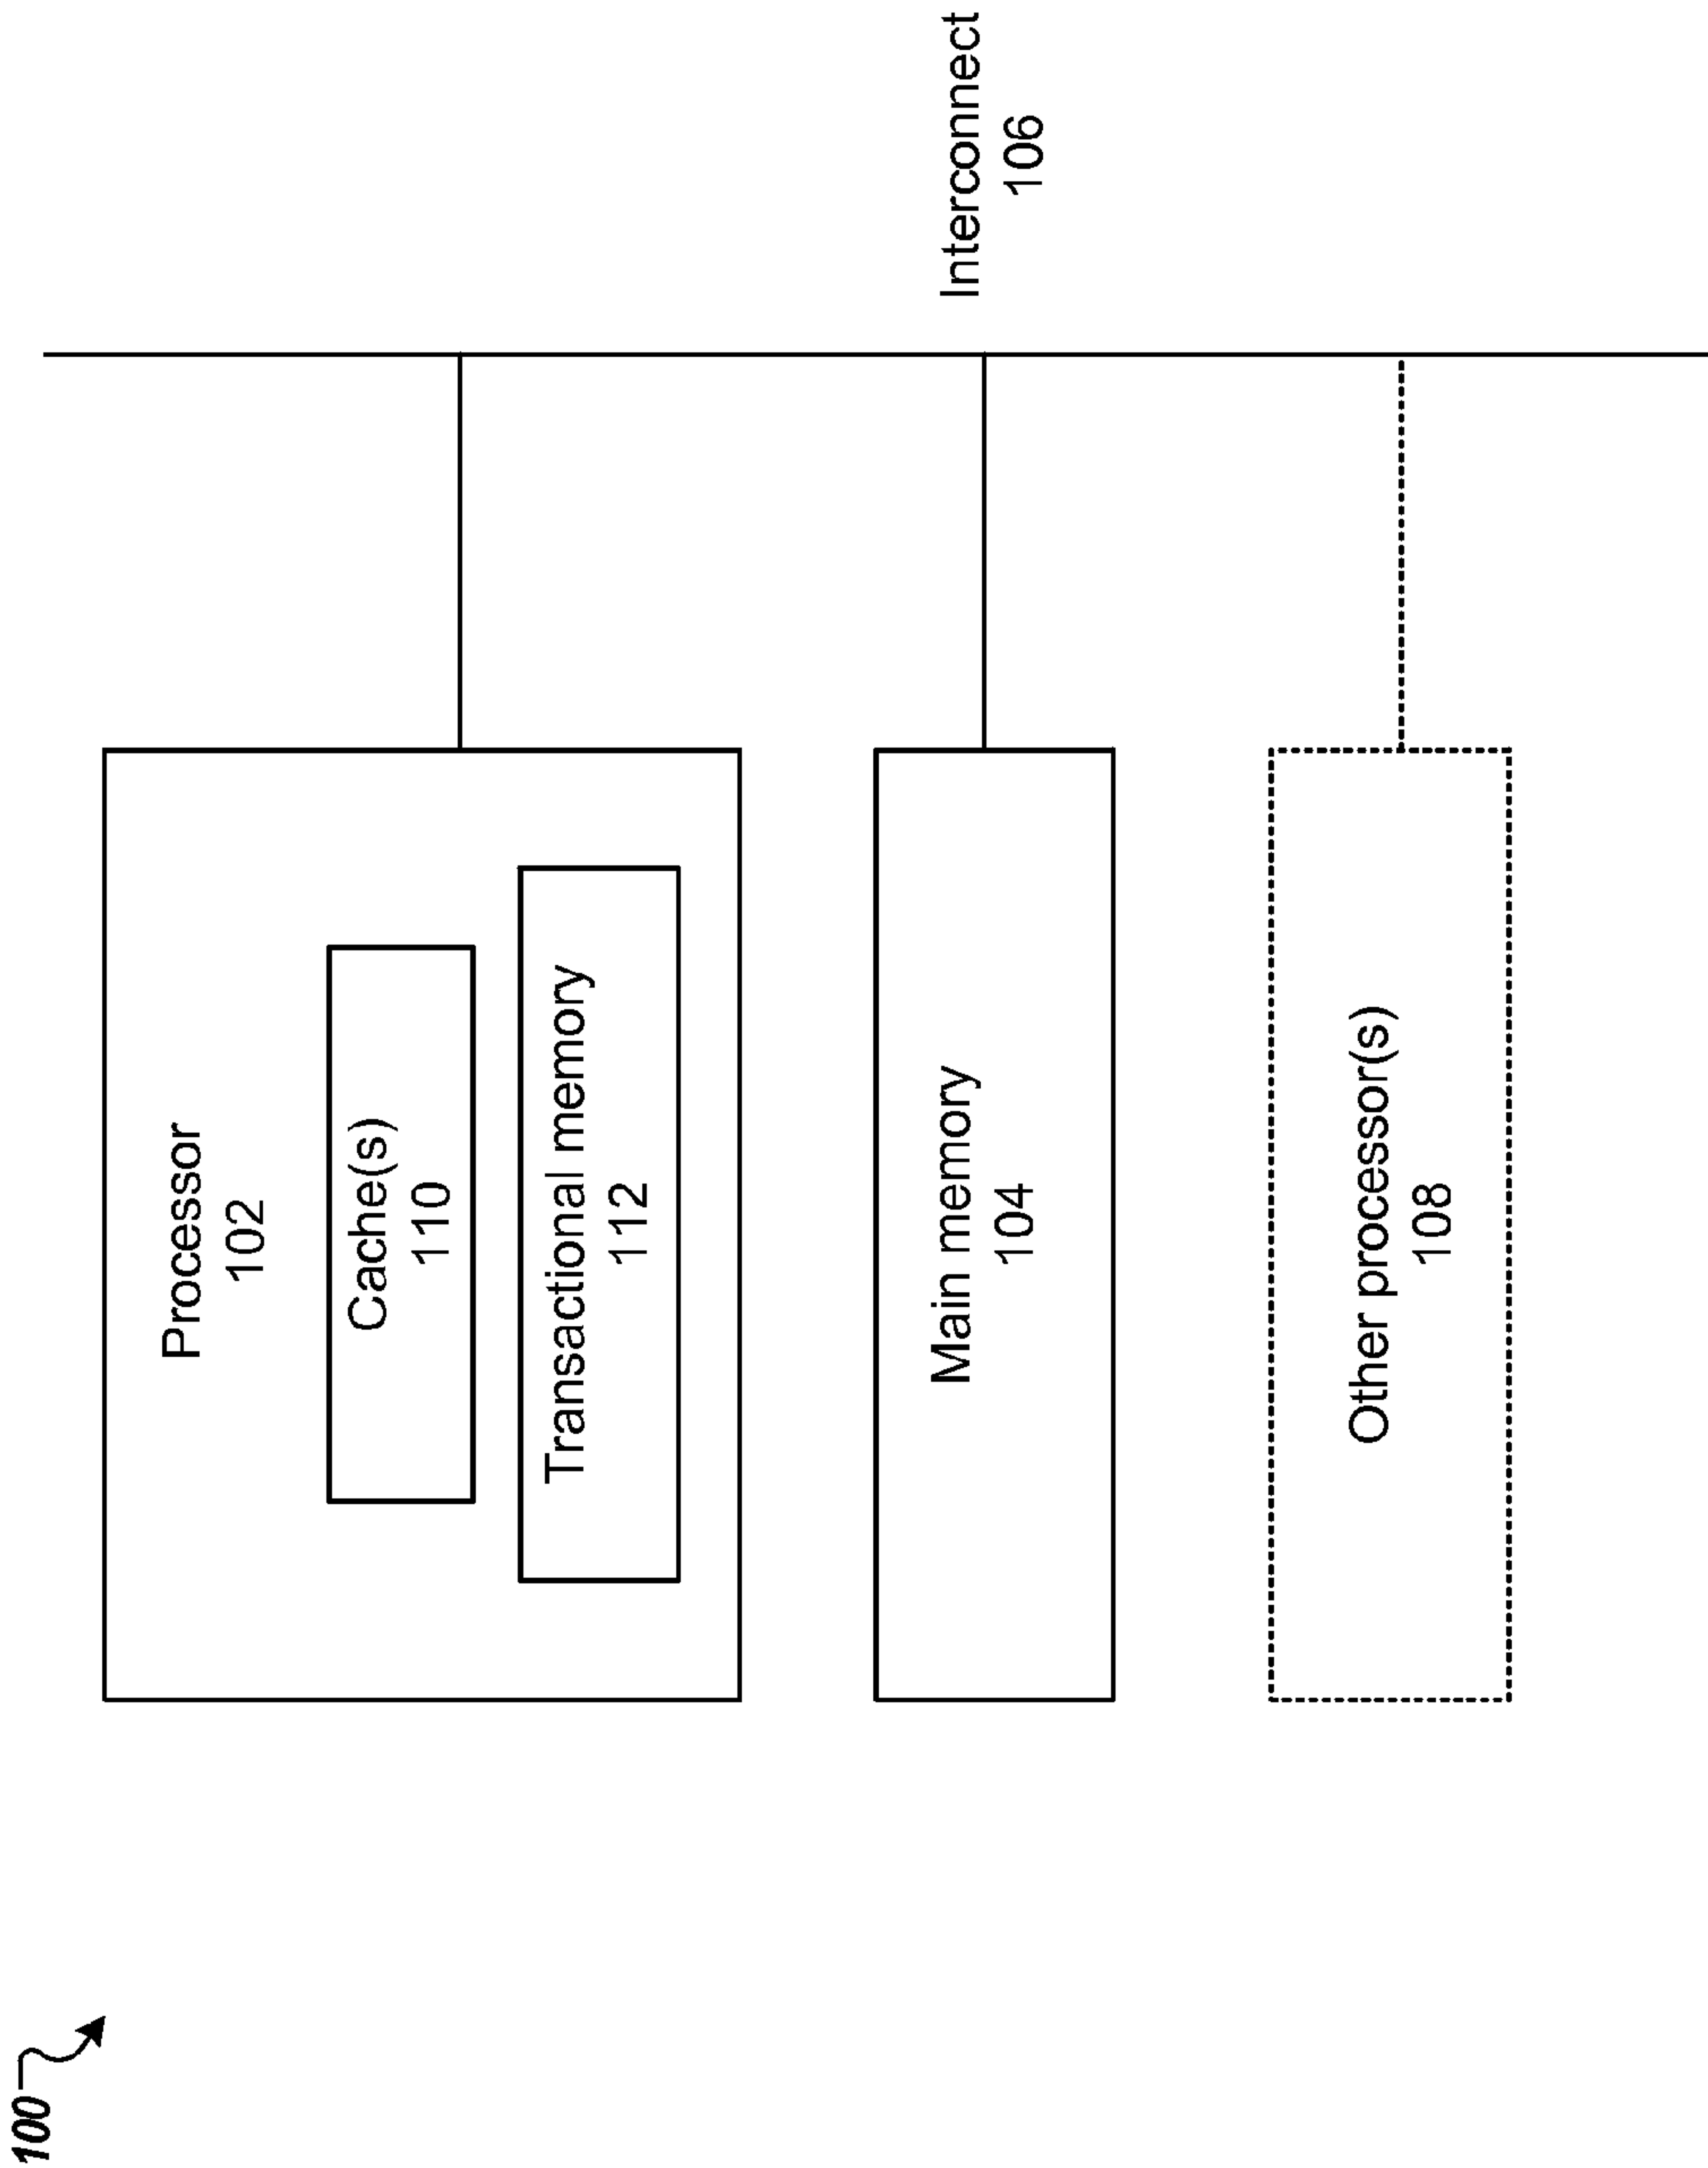 100
Processor
102
Cache(s)
110
Transactional memory
112
Main memory
104
Other processor(s)
108
Interconnect
106